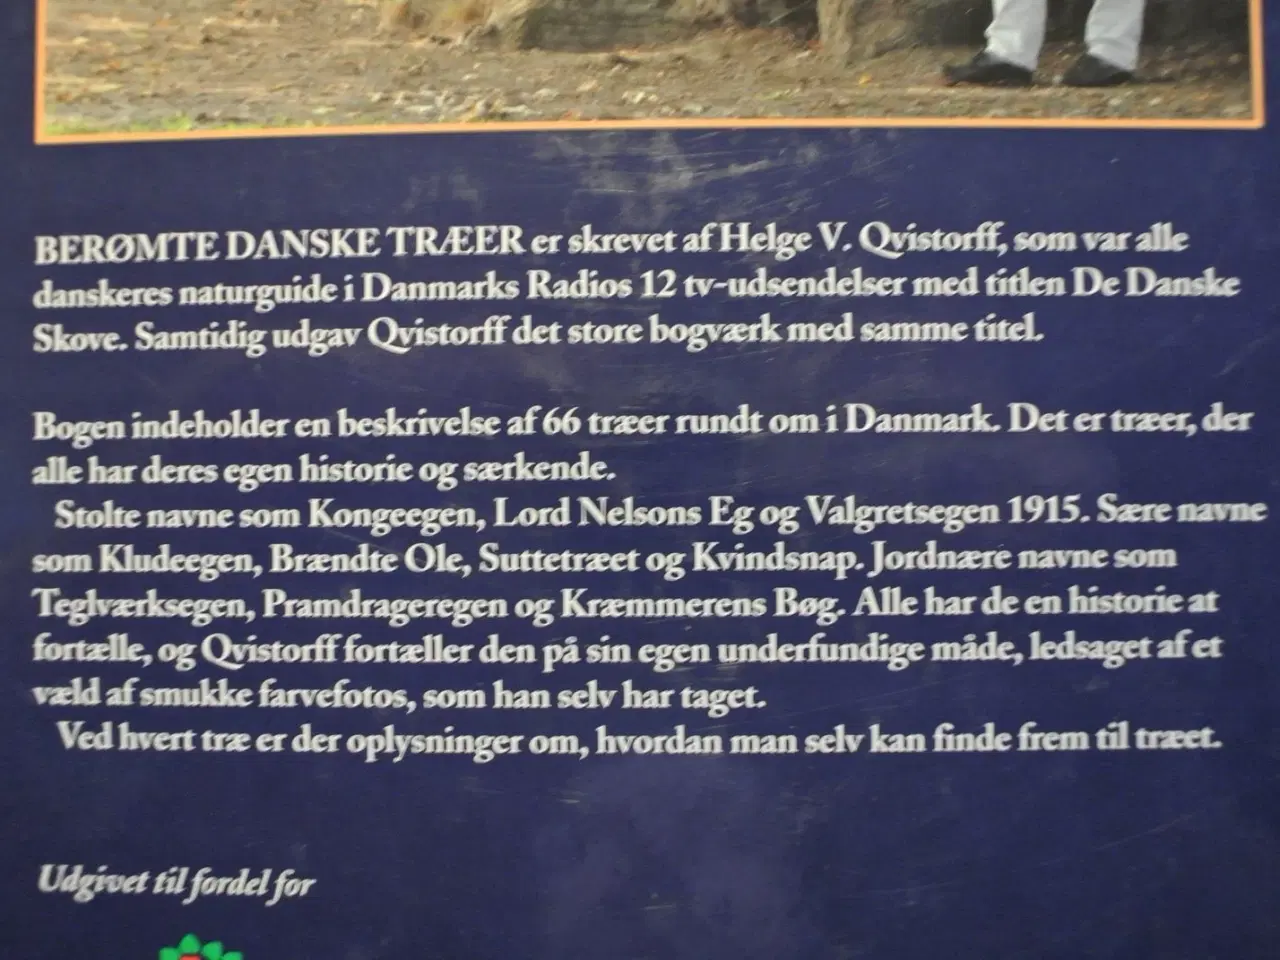 BERØMTE DANSKE TRÆER er skrevet af Helge V. Qvistorff, som var alle
danskeres naturguide i Danmarks Radios 12 tv-udsendelser med titlen De Danske
Skove. Samtidig udgav Qvistorff det store bogværk med samme titel.
Bogen indeholder en beskrivelse af 66 træer rundt om i Danmark. Det er træer, der
alle har deres egen historie og særkende.
Stolte navne som Kongeegen, Lord Nelsons Eg og Valgretsegen 1915. Sære navne
som Kludeegen, Brændte Ole, Suttetræet og Kvindsnap. Jordnære navne som
Teglværksegen, Pramdrageregen og Kræmmerens Bøg. Alle har de en historie at
fortælle, og Qvistorff fortæller den på sin egen underfundige måde, ledsaget af et
væld af smukke farvefotos, som han selv har taget.
Ved hvert træ er der oplysninger om, hvordan man selv kan finde frem til træet.
Udgivet til fordel for